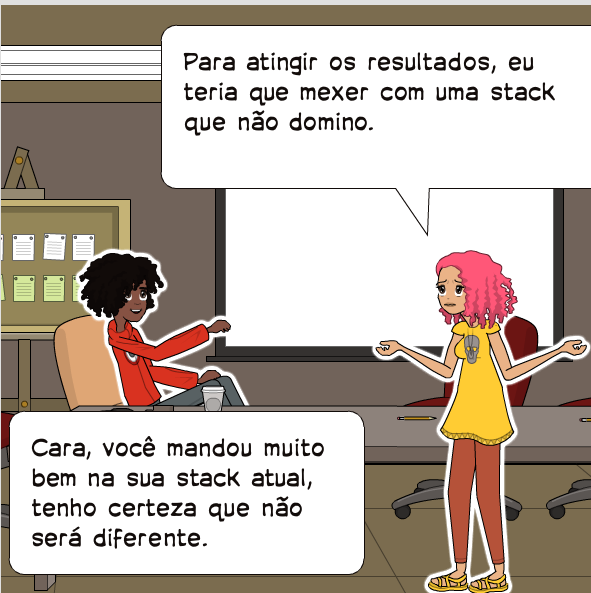 Para atingir os resultados, eu
teria que mexer com uma stack
que não domino.
Cara, você mandou muito
bem na sua stack atual,
tenho certeza que não
será diferente.